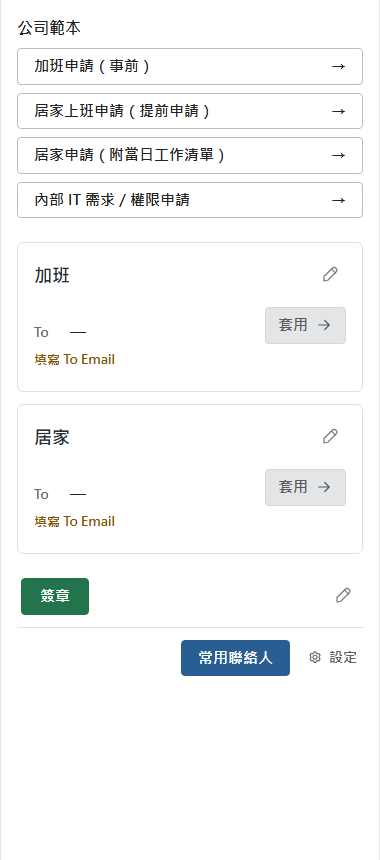 公司範本
加班申請（事前） →
居家上班申請（提前申請） →
居家申請（附當日工作清單） →
內部 IT 需求 / 權限申請 →
加班
To — 套用 →
填寫 To Email
居家
To — 套用 →
填寫 To Email
簽章
常用聯絡人 設定